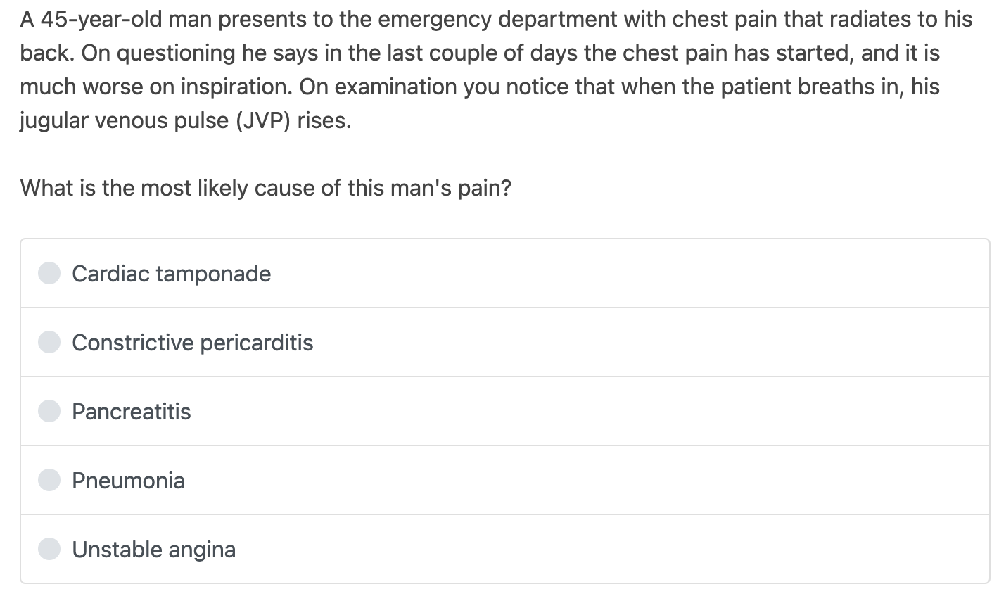 A 45-year-old man presents to the emergency department with chest pain that radiates to his
back. On questioning he says in the last couple of days the chest pain has started, and it is
much worse on inspiration. On examination you notice that when the patient breaths in, his
jugular venous pulse (JVP) rises.
What is the most likely cause of this man's pain?
Cardiac tamponade
Constrictive pericarditis
Pancreatitis
Pneumonia
Unstable angina